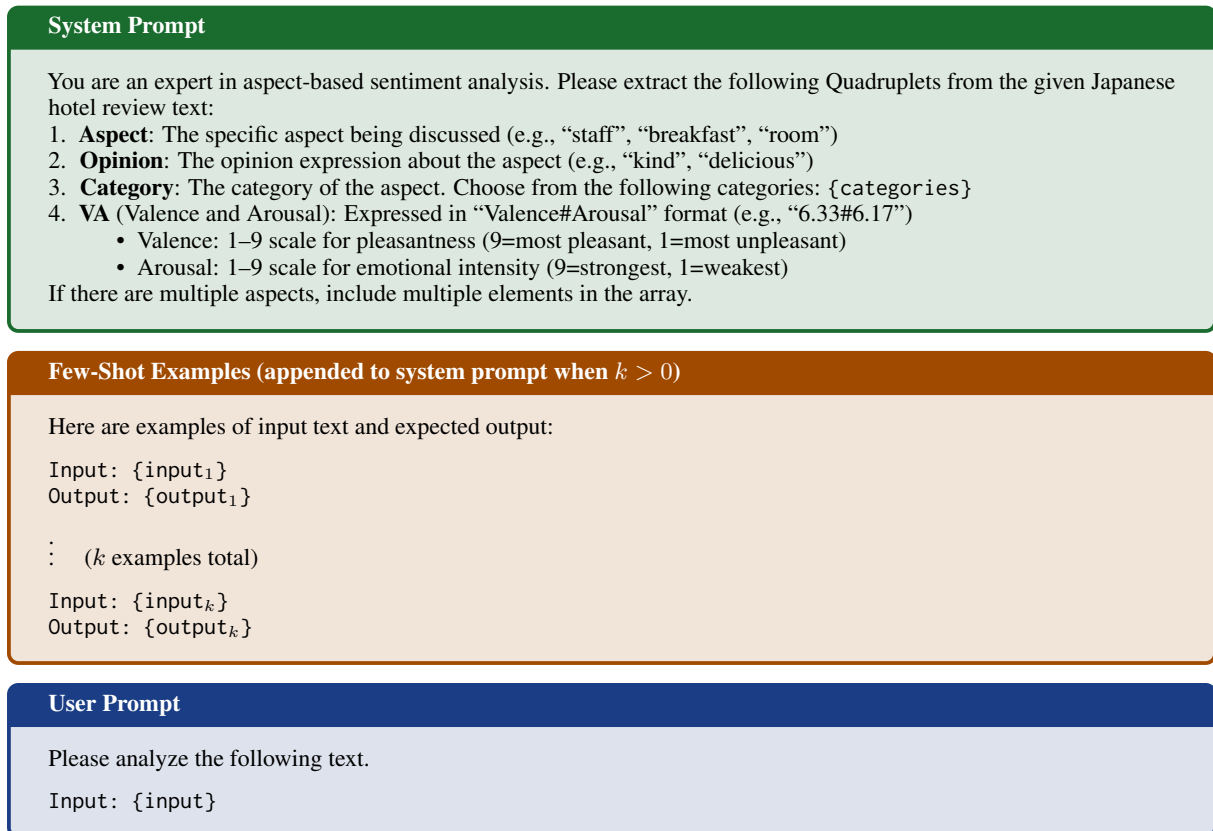 System Prompt
You are an expert in aspect-based sentiment analysis. Please extract the following Quadruplets from the given Japanese
hotel review text:
1. Aspect: The specific aspect being discussed (e.g., “staff”, “breakfast”, “room”)
2. Opinion: The opinion expression about the aspect (e.g., “kind”, “delicious”)
3. Category: The category of the aspect. Choose from the following categories: {categories}
4. VA (Valence and Arousal): Expressed in “Valence#Arousal” format (e.g., “6.33#6.17”)
• Valence: 1–9 scale for pleasantness (9=most pleasant, 1=most unpleasant)
• Arousal: 1–9 scale for emotional intensity (9=strongest, 1=weakest)
If there are multiple aspects, include multiple elements in the array.
Few-Shot Examples (appended to system prompt when k > 0)
Here are examples of input text and expected output:
Input: {input₁}
Output: {output₁}
⋮ (k examples total)
Input: {inputₖ}
Output: {outputₖ}
User Prompt
Please analyze the following text.
Input: {input}